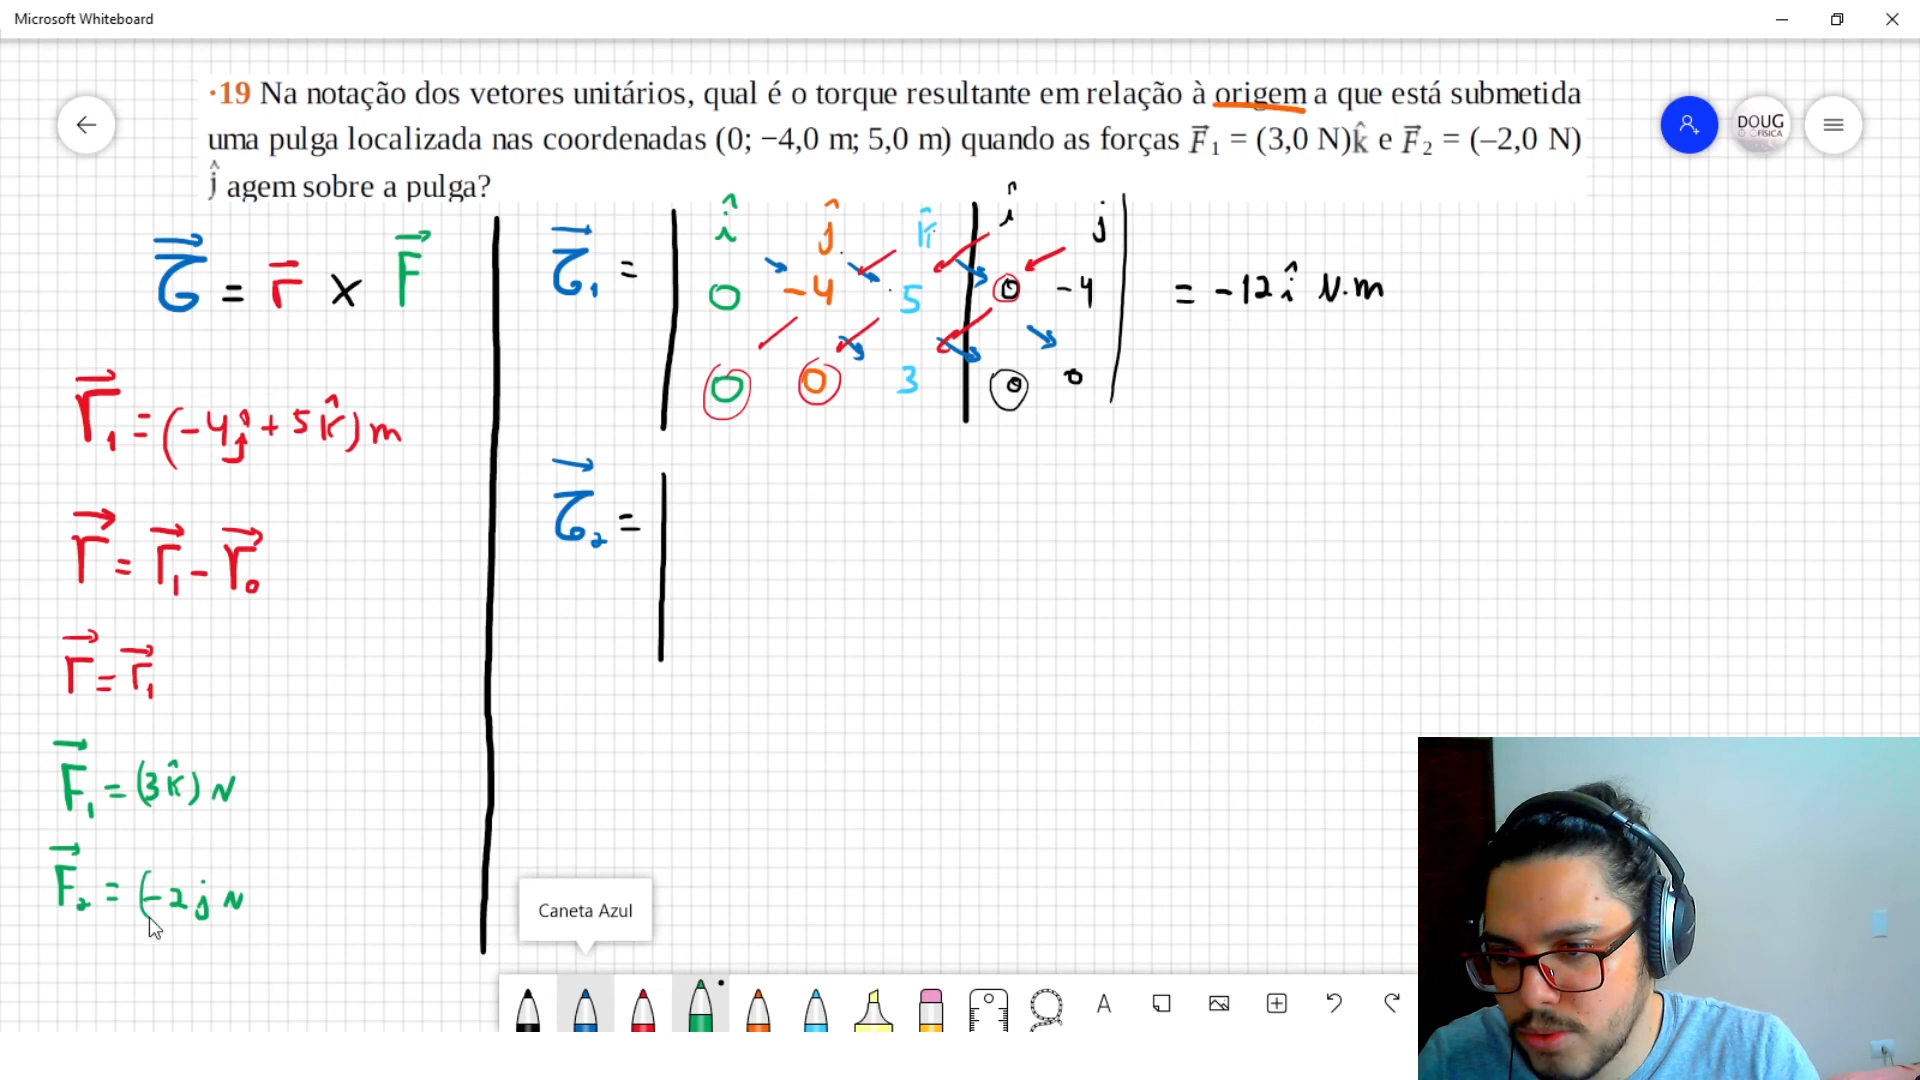 Microsoft Whiteboard
·19 Na notação dos vetores unitários, qual é o torque resultante em relação à origem a que está submetida
uma pulga localizada nas coordenadas (0; −4,0 m; 5,0 m) quando as forças F⃗₁ = (3,0 N)k̂ e F⃗₂ = (–2,0 N)
ĵ agem sobre a pulga?
DOUG
FÍSICA
τ⃗ = r⃗ × F⃗
r⃗₁ = (-4ĵ + 5k̂) m
r⃗ = r⃗₁ - r⃗₀
r⃗ = r⃗₁
F⃗₁ = (3k̂) N
F⃗₂ = (-2j N
τ⃗₁ = | î ĵ k̂ | î j |
0 -4 5 | 0 -4 | = -12î N.m
0 0 3 | 0 0 |
τ⃗₂ = |
Caneta Azul
A